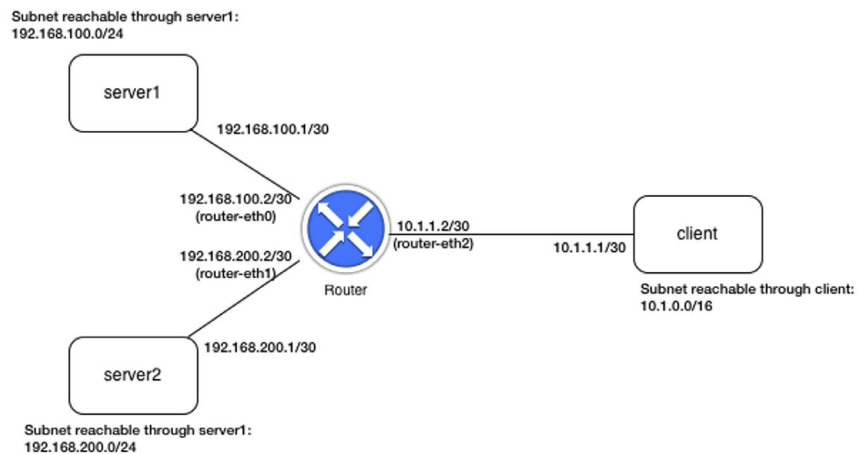 Subnet reachable through server1:
192.168.100.0/24
server1
192.168.100.1/30
192.168.100.2/30
(router-eth0)
192.168.200.2/30
(router-eth1)
Router
10.1.1.2/30
(router-eth2)
10.1.1.1/30
client
Subnet reachable through client:
10.1.0.0/16
192.168.200.1/30
server2
Subnet reachable through server1:
192.168.200.0/24